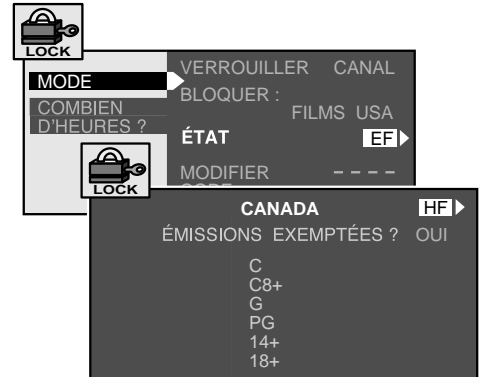 LOCK
MODE
COMBIEN
D'HEURES ?
VERROUILLER CANAL
BLOQUER :
FILMS USA
ÉTAT EF
MODIFIER – – – –
LOCK
CANADA HF
ÉMISSIONS EXEMPTÉES ? OUI
C
C8+
G
PG
14+
18+